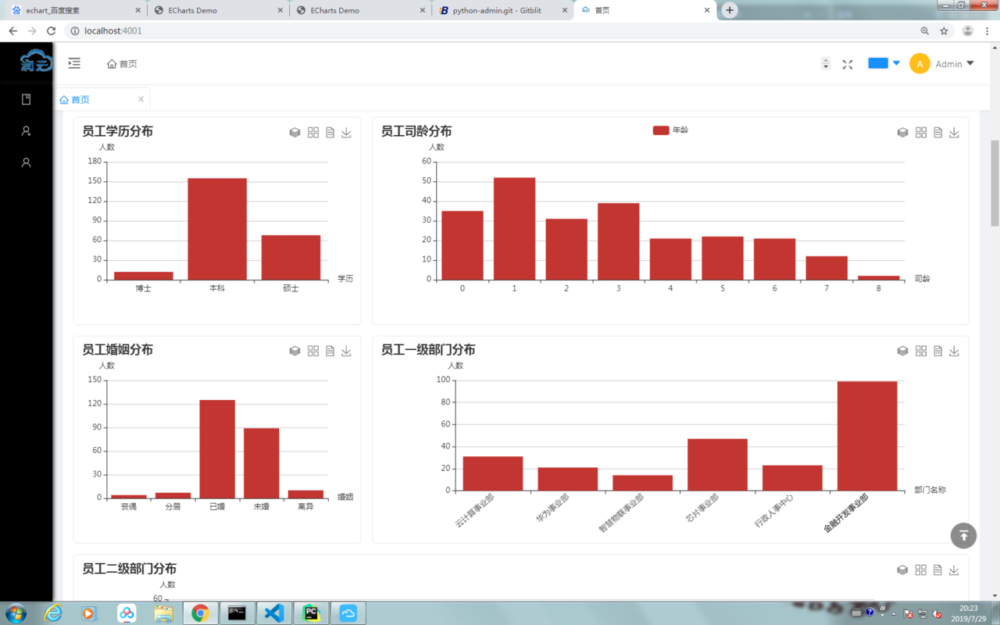 echart_百度搜索
ECharts Demo
ECharts Demo
python-admin.git - Gitblit
首页
localhost:4001
润云
首页
A
Admin
首页
员工学历分布
人数
180
150
120
90
60
30
0
博士
本科
硕士
学历
员工司龄分布
年龄
人数
60
50
40
30
20
10
0
0
1
2
3
4
5
6
7
8
司龄
员工婚姻分布
人数
150
120
90
60
30
0
丧偶
分居
已婚
未婚
离异
婚姻
员工一级部门分布
人数
100
80
60
40
20
0
云计算事业部
华为事业部
智慧物联事业部
芯片事业部
行政人事中心
金融开发事业部
部门名称
员工二级部门分布
人数
60
20:23
2019/7/29